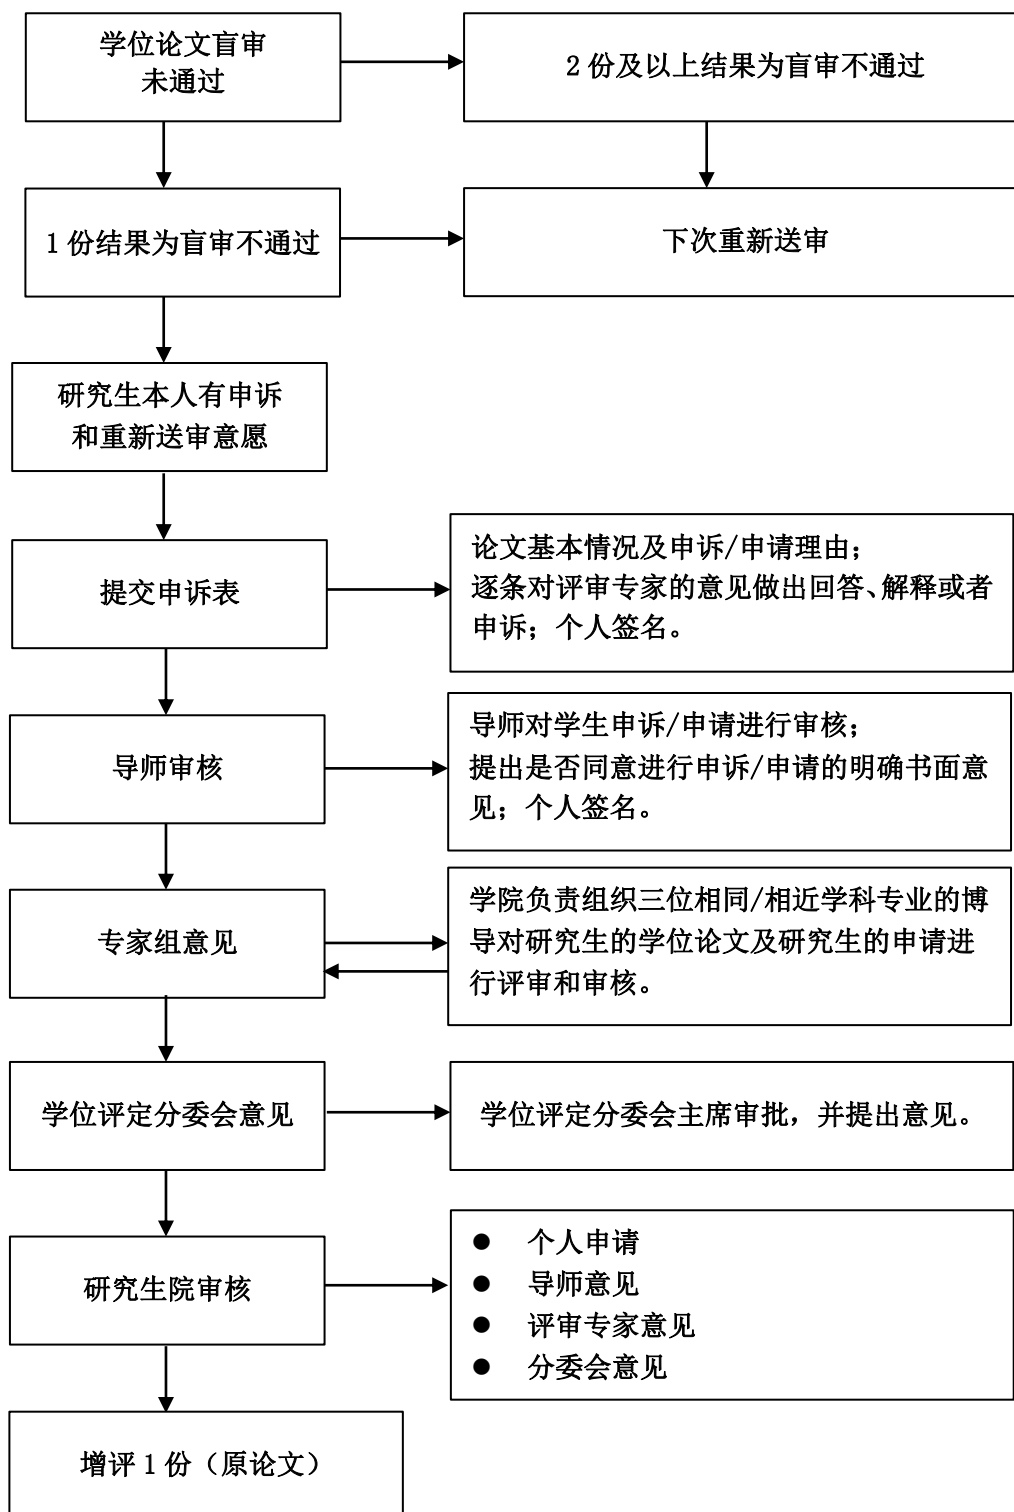 学位论文盲审
未通过
2 份及以上结果为盲审不通过
1 份结果为盲审不通过
下次重新送审
研究生本人有申诉
和重新送审意愿
提交申诉表
论文基本情况及申诉/申请理由；
逐条对评审专家的意见做出回答、解释或者
申诉；个人签名。
导师审核
导师对学生申诉/申请进行审核；
提出是否同意进行申诉/申请的明确书面意
见；个人签名。
专家组意见
学院负责组织三位相同/相近学科专业的博
导对研究生的学位论文及研究生的申请进
行评审和审核。
学位评定分委会意见
学位评定分委会主席审批，并提出意见。
研究生院审核
● 个人申请
● 导师意见
● 评审专家意见
● 分委会意见
增评 1 份（原论文）